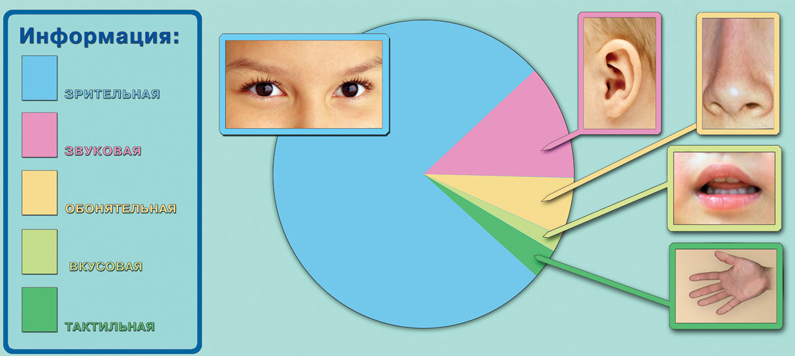 Информация:
ЗРИТЕЛЬНАЯ
ЗВУКОВАЯ
ОБОНЯТЕЛЬНАЯ
ВКУСОВАЯ
ТАКТИЛЬНАЯ